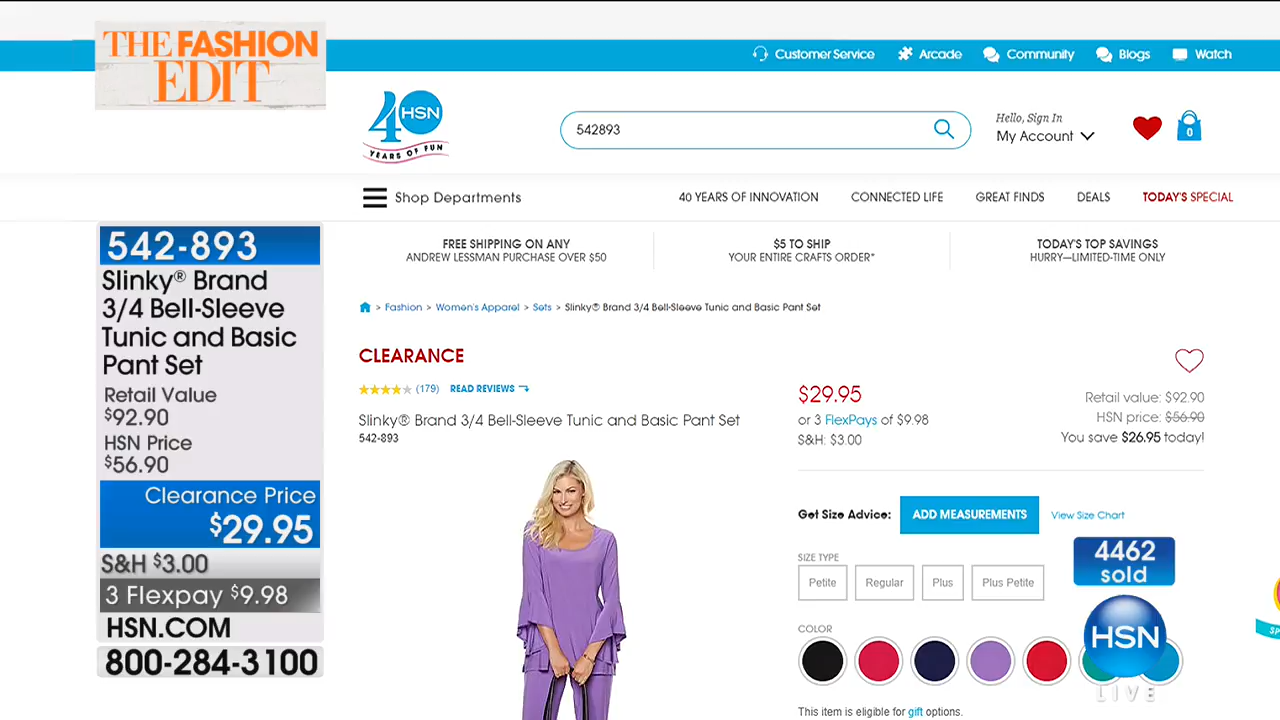 THE FASHION
EDIT
Customer Service
Arcade
Community
Blogs
Watch
40 HSN
YEARS OF FUN
542893
Hello, Sign In
My Account
0
Shop Departments
40 YEARS OF INNOVATION
CONNECTED LIFE
GREAT FINDS
DEALS
TODAY'S SPECIAL
542-893
Slinky® Brand
3/4 Bell-Sleeve
Tunic and Basic
Pant Set
Retail Value
$92.90
HSN Price
$56.90
Clearance Price
$29.95
S&H $3.00
3 Flexpay $9.98
HSN.COM
800-284-3100
FREE SHIPPING ON ANY
ANDREW LESSMAN PURCHASE OVER $50
$5 TO SHIP
YOUR ENTIRE CRAFTS ORDER*
TODAY'S TOP SAVINGS
HURRY—LIMITED-TIME ONLY
> Fashion > Women's Apparel > Sets > Slinky® Brand 3/4 Bell-Sleeve Tunic and Basic Pant Set
CLEARANCE
(179) READ REVIEWS
Slinky® Brand 3/4 Bell-Sleeve Tunic and Basic Pant Set
542-893
$29.95
or 3 FlexPays of $9.98
S&H: $3.00
Retail value: $92.90
HSN price: $56.90
You save $26.95 today!
Get Size Advice:
ADD MEASUREMENTS
View Size Chart
SIZE TYPE
Petite
Regular
Plus
Plus Petite
4462
sold
COLOR
HSN
LIVE
This item is eligible for gift options.